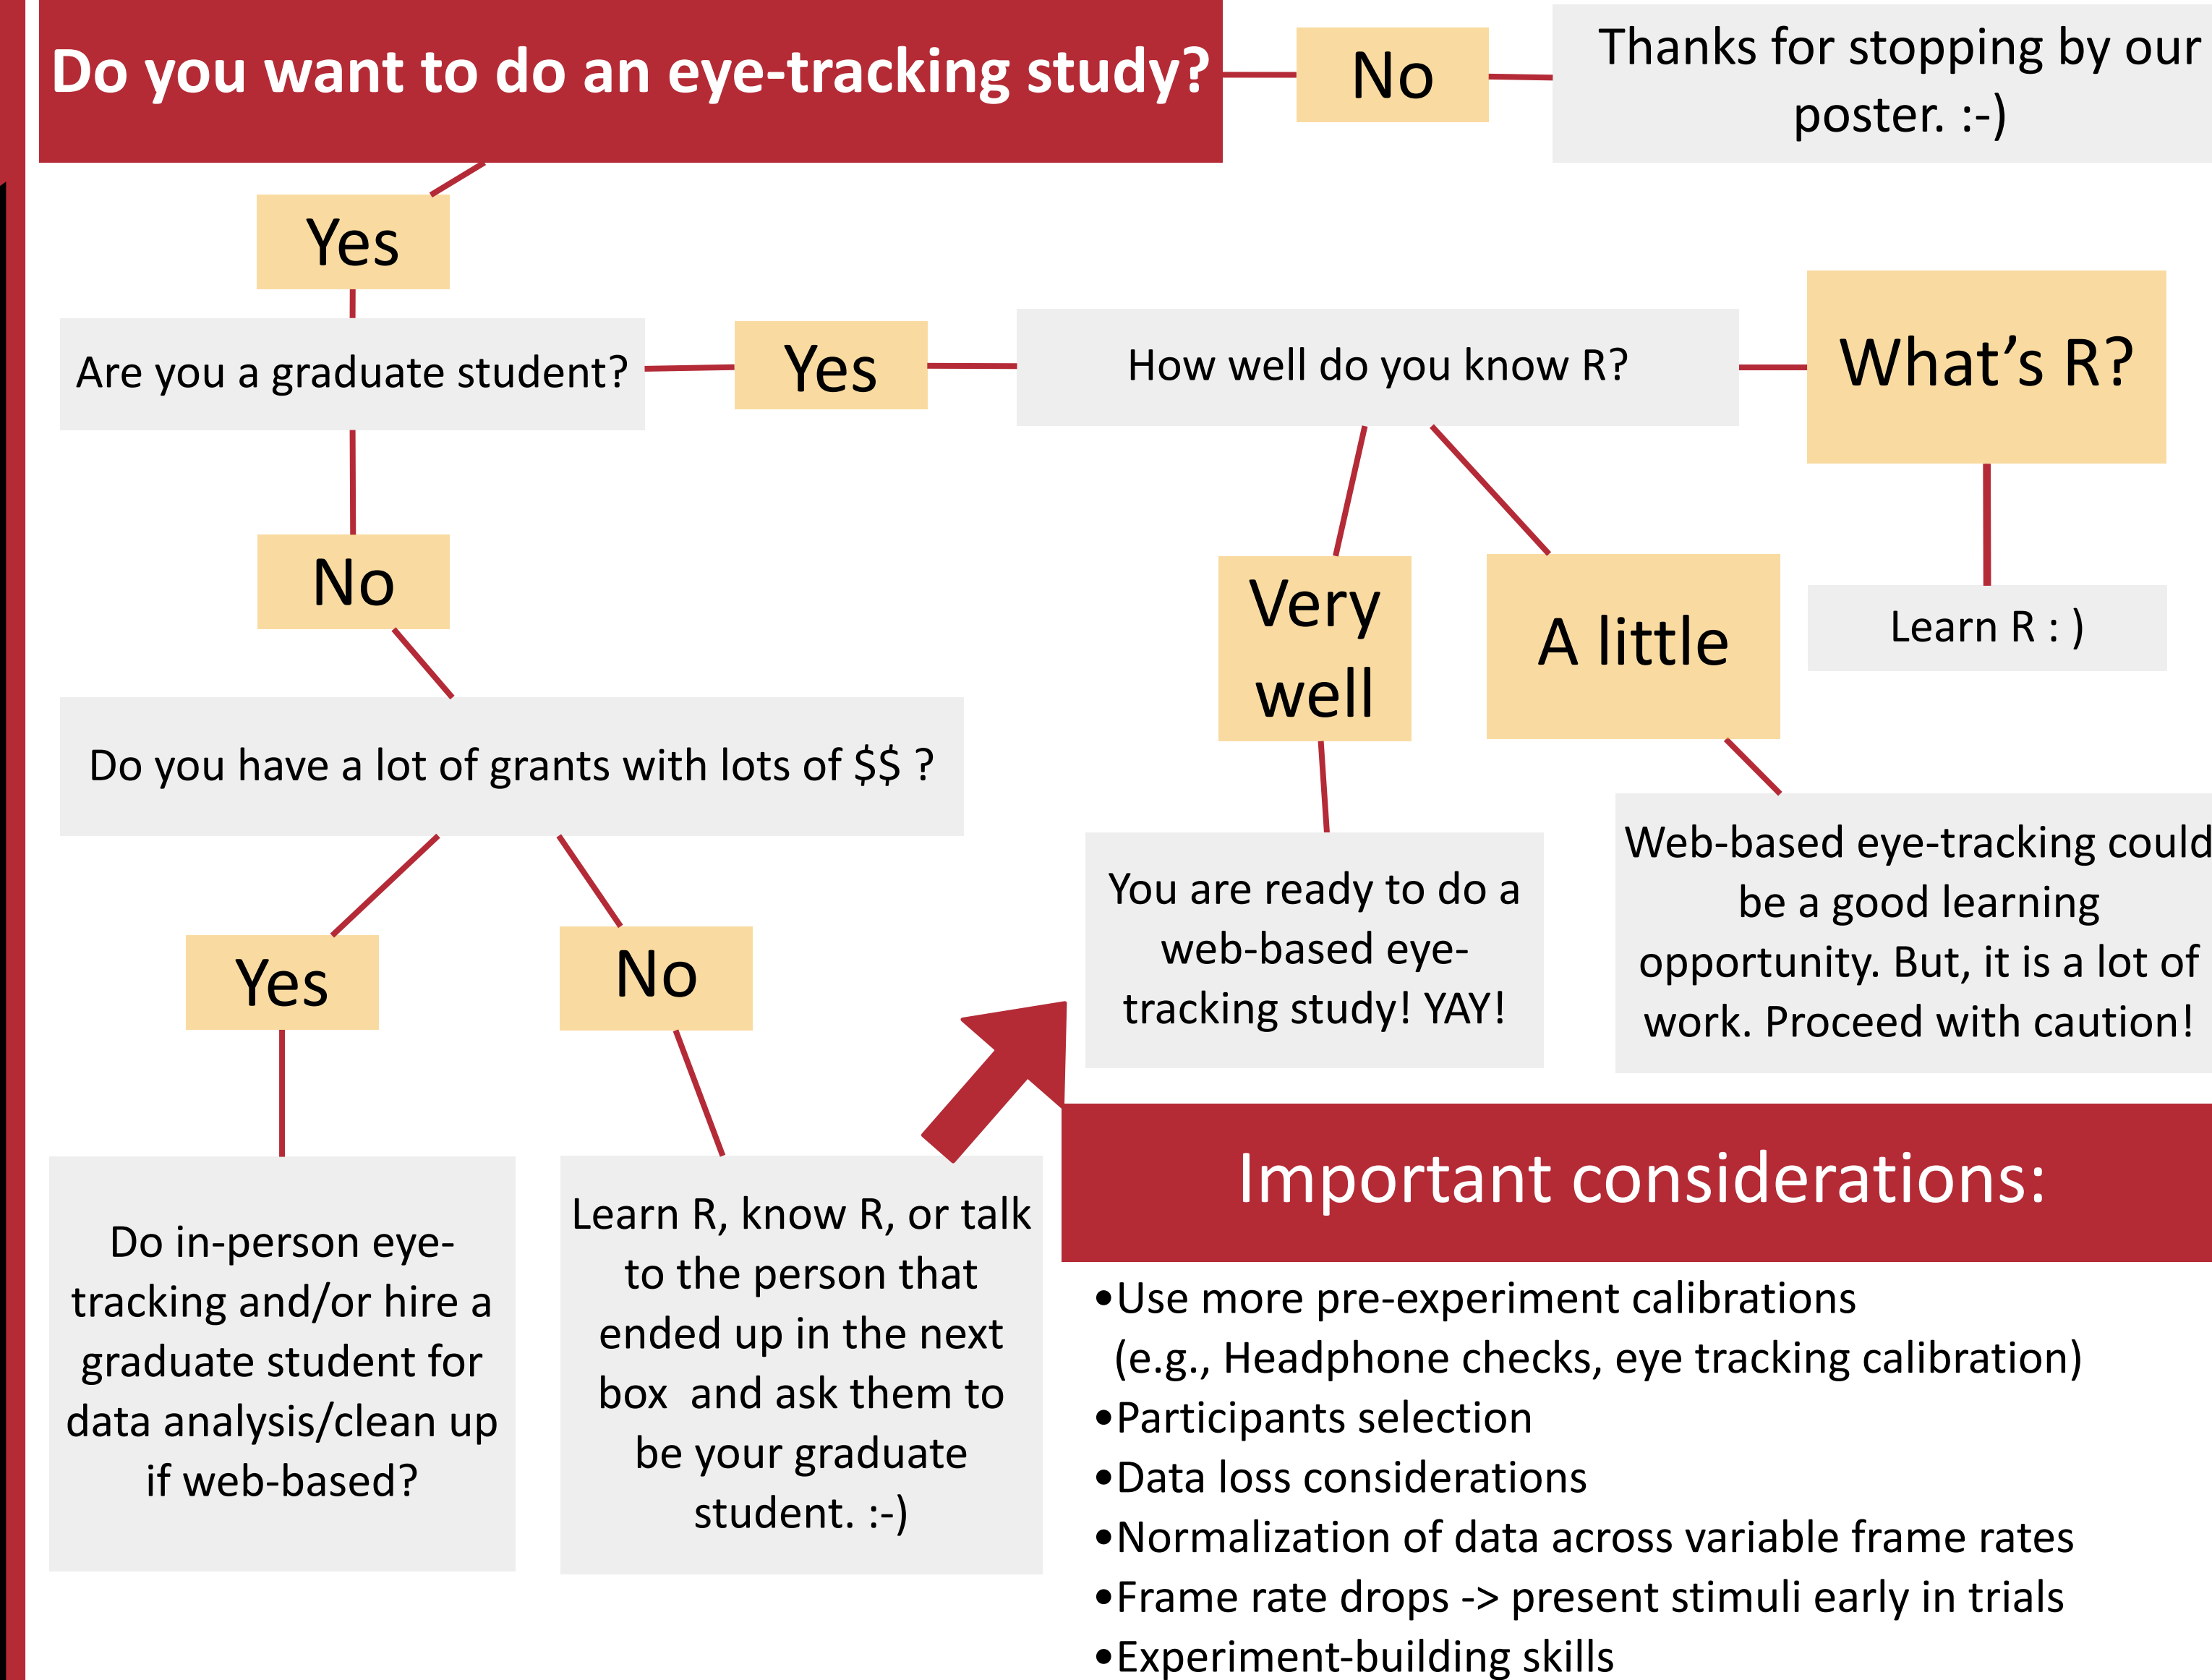 Do you want to do an eye-tracking study?
No
Thanks for stopping by our
poster. :-)
Yes
Are you a graduate student?
Yes
How well do you know R?
What’s R?
No
Very
well
A little
Learn R : )
Do you have a lot of grants with lots of $$ ?
Yes
No
You are ready to do a
web-based eye-
tracking study! YAY!
Web-based eye-tracking could
be a good learning
opportunity. But, it is a lot of
work. Proceed with caution!
Do in-person eye-
tracking and/or hire a
graduate student for
data analysis/clean up
if web-based?
Learn R, know R, or talk
to the person that
ended up in the next
box  and ask them to
be your graduate
student. :-)
Important considerations:
•Use more pre-experiment calibrations
(e.g., Headphone checks, eye tracking calibration)
•Participants selection
•Data loss considerations
•Normalization of data across variable frame rates
•Frame rate drops -> present stimuli early in trials
•Experiment-building skills